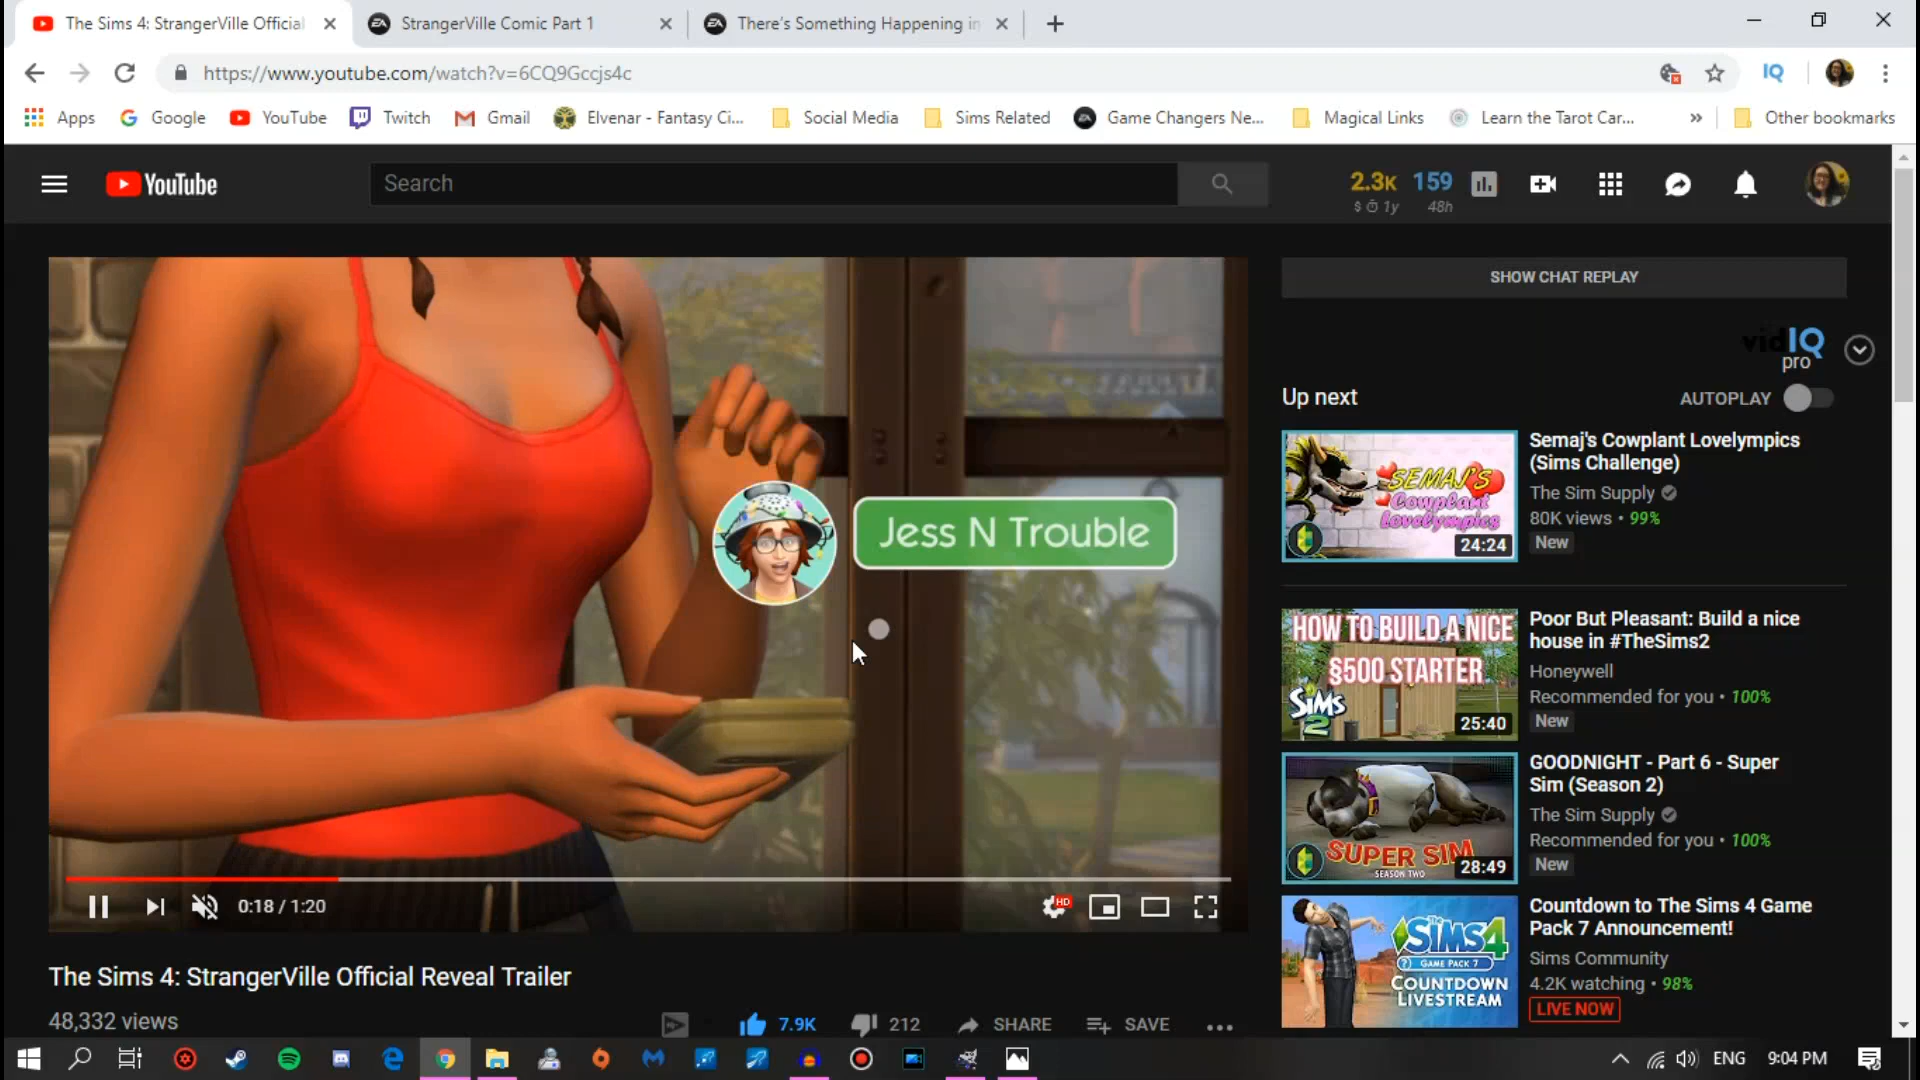 The Sims 4: StrangerVille Official
StrangerVille Comic Part 1
There's Something Happening in
https://www.youtube.com/watch?v=6CQ9Gccjs4c
IQ
Apps
Google
YouTube
Twitch
Gmail
Elvenar - Fantasy Ci...
Social Media
Sims Related
Game Changers Ne...
Magical Links
Learn the Tarot Car...
»
Other bookmarks
YouTube
Search
2.3K 159
$ 1y 48h
SHOW CHAT REPLAY
vidIQ
pro
Up next
AUTOPLAY
Jess N Trouble
SEMAJ'S
Cowplant
Lovelympics
24:24
Semaj's Cowplant Lovelympics
(Sims Challenge)
The Sim Supply
80K views • 99%
New
HOW TO BUILD A NICE
§500 STARTER
SiMS
2
25:40
Poor But Pleasant: Build a nice
house in #TheSims2
Honeywell
Recommended for you • 100%
New
SUPER SIM
SEASON TWO
28:49
GOODNIGHT - Part 6 - Super
Sim (Season 2)
The Sim Supply
Recommended for you • 100%
New
THE SIMS 4
? GAME PACK 7
COUNTDOWN
LIVESTREAM
Countdown to The Sims 4 Game
Pack 7 Announcement!
Sims Community
4.2K watching • 98%
LIVE NOW
HD
0:18 / 1:20
The Sims 4: StrangerVille Official Reveal Trailer
48,332 views
7.9K
212
SHARE
SAVE
ENG
9:04 PM